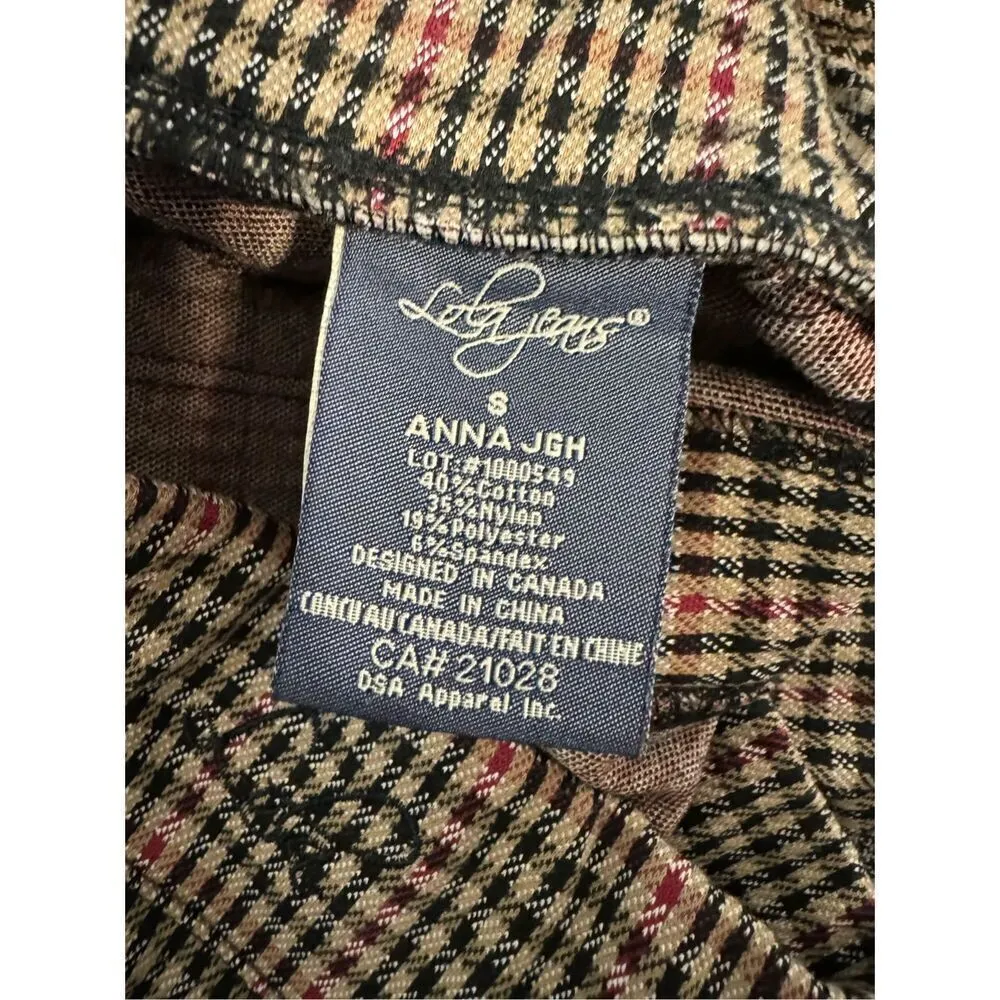 Lola jeans®
S
ANNA JGH
LOT:#1000549
40%Cotton
35%Nylon
19%Polyester
6%Spandex
DESIGNED IN CANADA
MADE IN CHINA
CONCU AU CANADA/FAIT EN CHINE
CA# 21028
DSA Apparel Inc.